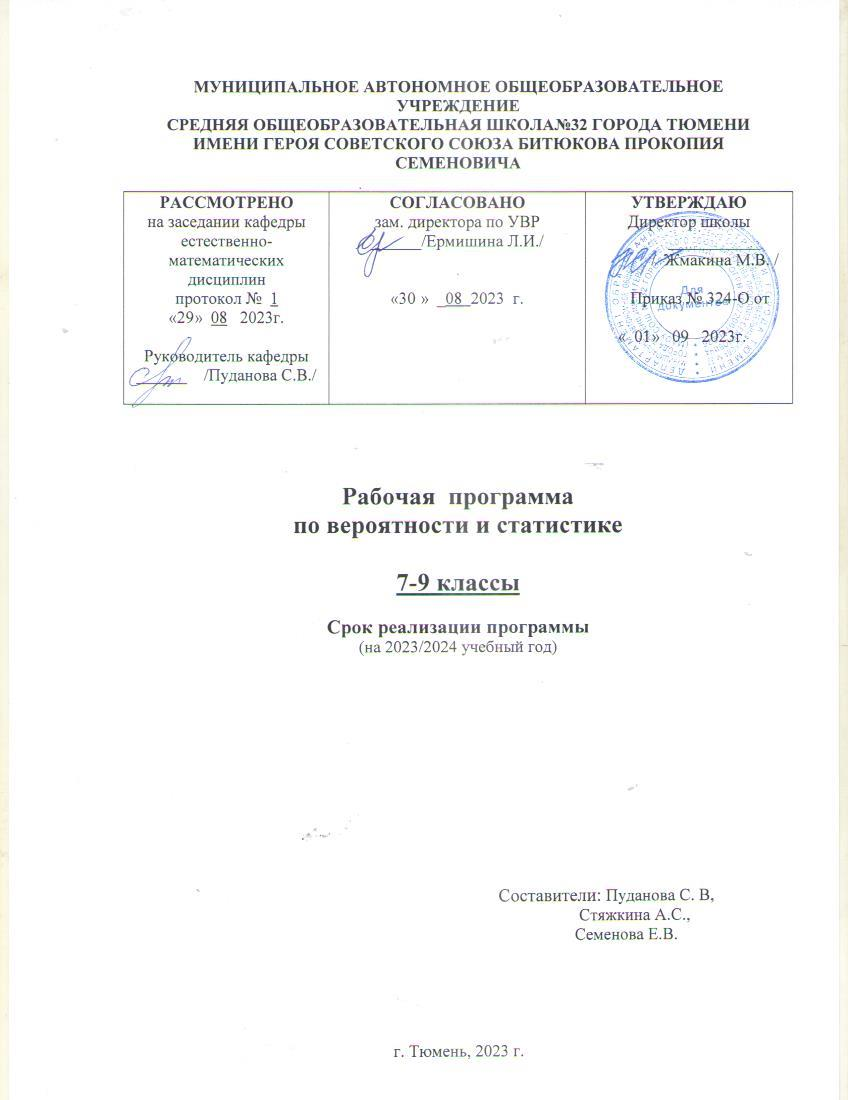 МУНИЦИПАЛЬНОЕ АВТОНОМНОЕ ОБЩЕОБРАЗОВАТЕЛЬНОЕ
УЧРЕЖДЕНИЕ
СРЕДНЯЯ ОБЩЕОБРАЗОВАТЕЛЬНАЯ ШКОЛА№32 ГОРОДА ТЮМЕНИ
ИМЕНИ ГЕРОЯ СОВЕТСКОГО СОЮЗА БИТЮКОВА ПРОКОПИЯ
СЕМЕНОВИЧА
РАССМОТРЕНО
на заседании кафедры
естественно-
математических
дисциплин
протокол № 1
«29» 08 2023г.
Руководитель кафедры
/Пуданова С.В./
СОГЛАСОВАНО
зам. директора по УВР
/Ермишина Л.И./
«30 » 08 2023 г.
УТВЕРЖДАЮ
Директор школы
/ Жмакина М.В. /
Приказ № 324-О от
« 01» 09 2023г.
Для
документов
Рабочая программа
по вероятности и статистике
7-9 классы
Срок реализации программы
(на 2023/2024 учебный год)
Составители: Пуданова С. В,
Стяжкина А.С.,
Семенова Е.В.
г. Тюмень, 2023 г.